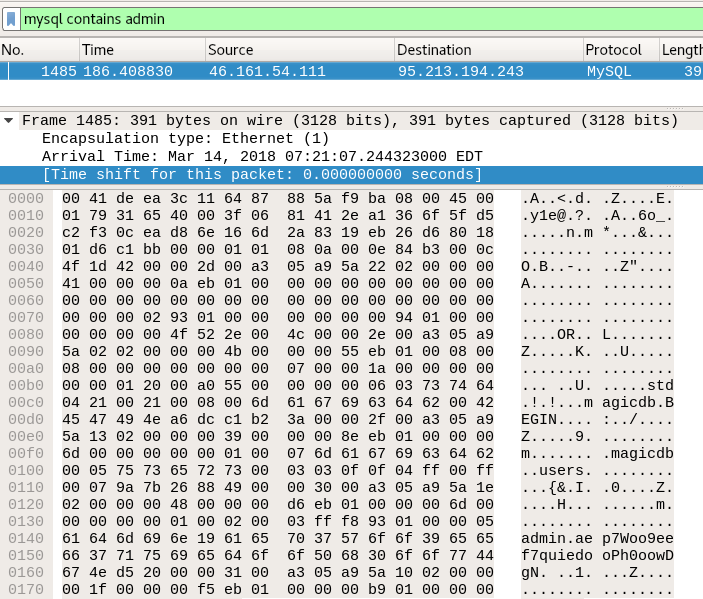 mysql contains admin
No. Time Source Destination Protocol Length
1485 186.408830 46.161.54.111 95.213.194.243 MySQL 39
Frame 1485: 391 bytes on wire (3128 bits), 391 bytes captured (3128 bits)
Encapsulation type: Ethernet (1)
Arrival Time: Mar 14, 2018 07:21:07.244323000 EDT
[Time shift for this packet: 0.000000000 seconds]
0000 00 41 de ea 3c 11 64 87 88 5a f9 ba 08 00 45 00 .A..<.d. .Z....E.
0010 01 79 31 65 40 00 3f 06 81 41 2e a1 36 6f 5f d5 .y1e@.?. .A..6o_.
0020 c2 f3 0c ea d8 6e 16 6d 2a 83 19 eb 26 d6 80 18 .....n.m *...&...
0030 01 d6 c1 bb 00 00 01 01 08 0a 00 0e 84 b3 00 0c ........ ........
0040 4f 1d 42 00 00 2d 00 a3 05 a9 5a 22 02 00 00 00 O.B..-.. ..Z"....
0050 41 00 00 00 0a eb 01 00 00 00 00 00 00 00 00 00 A....... ........
0060 00 00 00 00 00 00 00 00 00 00 00 00 00 00 00 00 ........ ........
0070 00 00 00 02 93 01 00 00 00 00 00 00 94 01 00 00 ........ ........
0080 00 00 00 00 4f 52 2e 00 4c 00 00 2e 00 a3 05 a9 ....OR.. L.......
0090 5a 02 02 00 00 00 4b 00 00 00 55 eb 01 00 08 00 Z.....K. ..U.....
00a0 08 00 00 00 00 00 00 00 07 00 00 1a 00 00 00 00 ........ ........
00b0 00 00 01 20 00 a0 55 00 00 00 00 00 06 03 73 74 64 ... ..U. .....std
00c0 04 21 00 21 00 08 00 6d 61 67 69 63 64 62 00 42 .!.!...m agicdb.B
00d0 45 47 49 4e a6 dc c1 b2 3a 00 00 2f 00 a3 05 a9 EGIN.... :../....
00e0 5a 13 02 00 00 00 39 00 00 00 8e eb 01 00 00 00 Z.....9. ........
00f0 6d 00 00 00 00 00 01 00 07 6d 61 67 69 63 64 62 m....... .magicdb
0100 00 05 75 73 65 72 73 00 03 03 0f 0f 04 ff 00 ff ..users. ........
0110 00 07 9a 7b 26 88 49 00 00 30 00 a3 05 a9 5a 1e ...{&.I. .0....Z.
0120 02 00 00 00 48 00 00 00 d6 eb 01 00 00 00 6d 00 ....H... ......m.
0130 00 00 00 00 01 00 02 00 03 ff f8 93 01 00 00 05 ........ ........
0140 61 64 6d 69 6e 19 61 65 70 37 57 6f 6f 39 65 65 admin.ae p7Woo9ee
0150 66 37 71 75 69 65 64 6f 6f 50 68 30 6f 6f 77 44 f7quiedo oPh0oowD
0160 67 4e d5 20 00 00 31 00 a3 05 a9 5a 10 02 00 00 gN. ..1. ...Z....
0170 00 1f 00 00 00 f5 eb 01 00 00 00 00 b9 01 00 00 ........ ........